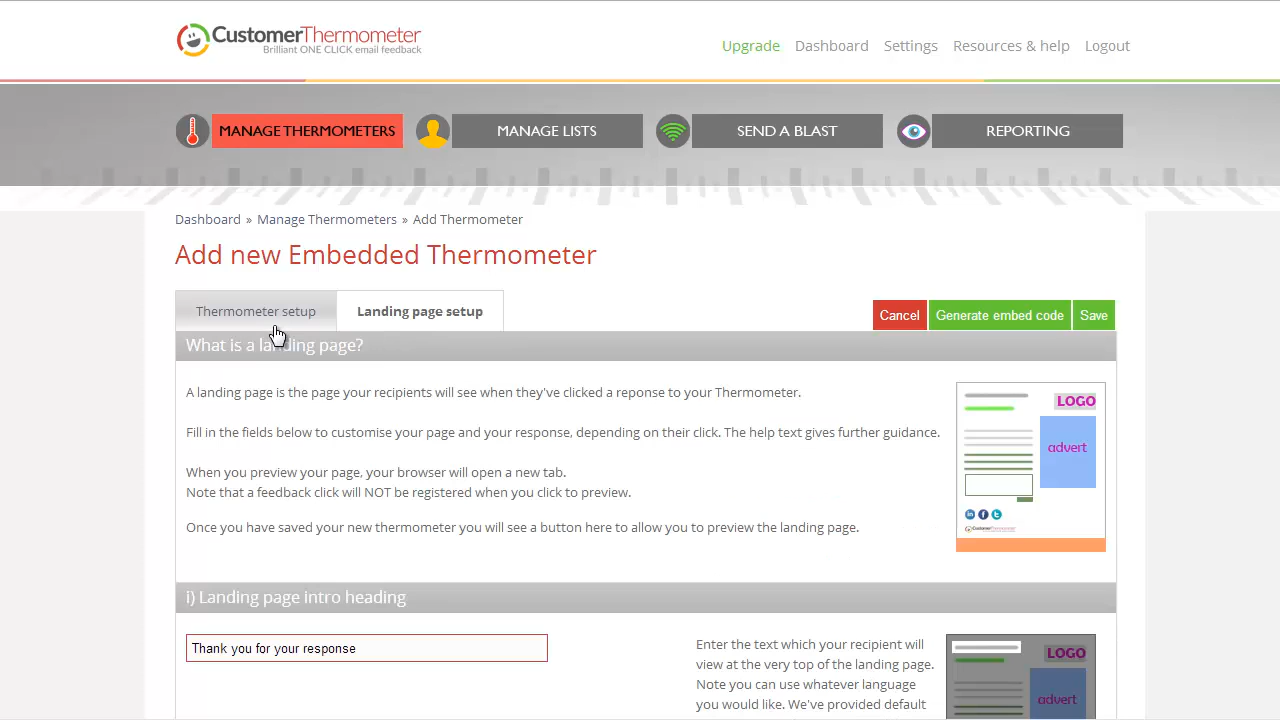 CustomerThermometer
Brilliant ONE CLICK email feedback
Upgrade Dashboard Settings Resources & help Logout
MANAGE THERMOMETERS MANAGE LISTS SEND A BLAST REPORTING
Dashboard » Manage Thermometers » Add Thermometer
Add new Embedded Thermometer
Thermometer setup Landing page setup Cancel Generate embed code Save
What is a landing page?
A landing page is the page your recipients will see when they've clicked a reponse to your Thermometer.
LOGO
Fill in the fields below to customise your page and your response, depending on their click. The help text gives further guidance.
advert
When you preview your page, your browser will open a new tab.
Note that a feedback click will NOT be registered when you click to preview.
Once you have saved your new thermometer you will see a button here to allow you to preview the landing page.
i) Landing page intro heading
Thank you for your response
Enter the text which your recipient will
view at the very top of the landing page.
Note you can use whatever language
you would like. We've provided default
LOGO
advert